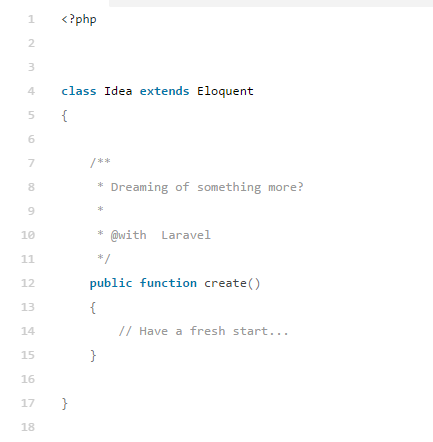 1 <?php
2
3
4 class Idea extends Eloquent
5 {
6
7 /**
8 * Dreaming of something more?
9 *
10 * @with  Laravel
11 */
12 public function create()
13 {
14 // Have a fresh start...
15 }
16
17 }
18